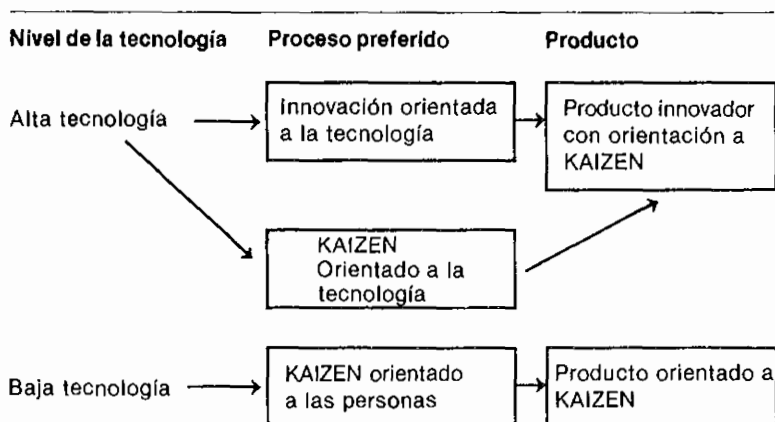 Nivel de la tecnología Proceso preferido Producto
Alta tecnología
Innovación orientada
a la tecnología
Producto innovador
con orientación a
KAIZEN
KAIZEN
Orientado a la
tecnología
Baja tecnología
KAIZEN orientado
a las personas
Producto orientado a
KAIZEN